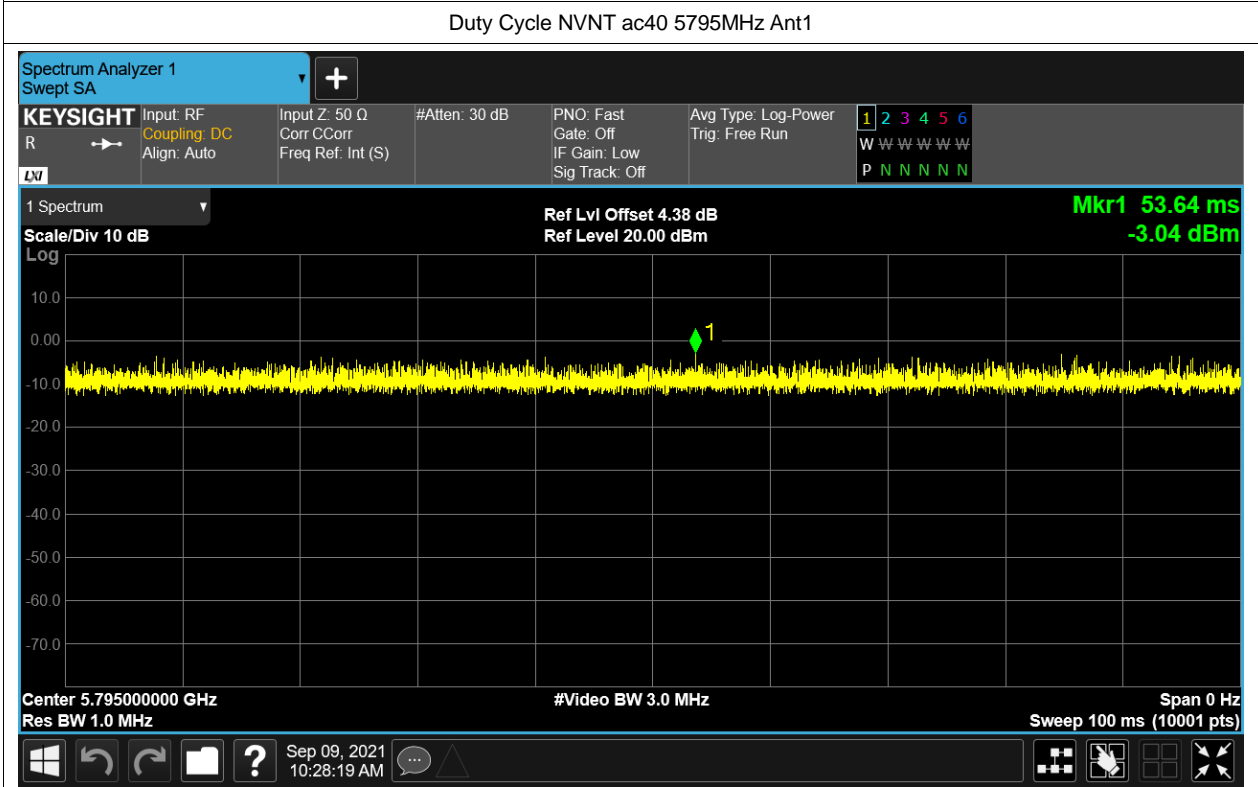 Duty Cycle NVNT ac40 5795MHz Ant1
Spectrum Analyzer 1
Swept SA
KEYSIGHT
R
LXI
Input: RF
Coupling: DC
Align: Auto
Input Z: 50 Ω
Corr CCorr
Freq Ref: Int (S)
#Atten: 30 dB
PNO: Fast
Gate: Off
IF Gain: Low
Sig Track: Off
Avg Type: Log-Power
Trig: Free Run
1 2 3 4 5 6
W W W W W W
P N N N N N
1 Spectrum
Scale/Div 10 dB
Log
Ref Lvl Offset 4.38 dB
Ref Level 20.00 dBm
Mkr1 53.64 ms
-3.04 dBm
10.0
0.00
-10.0
-20.0
-30.0
-40.0
-50.0
-60.0
-70.0
1
Center 5.795000000 GHz
Res BW 1.0 MHz
#Video BW 3.0 MHz
Span 0 Hz
Sweep 100 ms (10001 pts)
?
Sep 09, 2021
10:28:19 AM